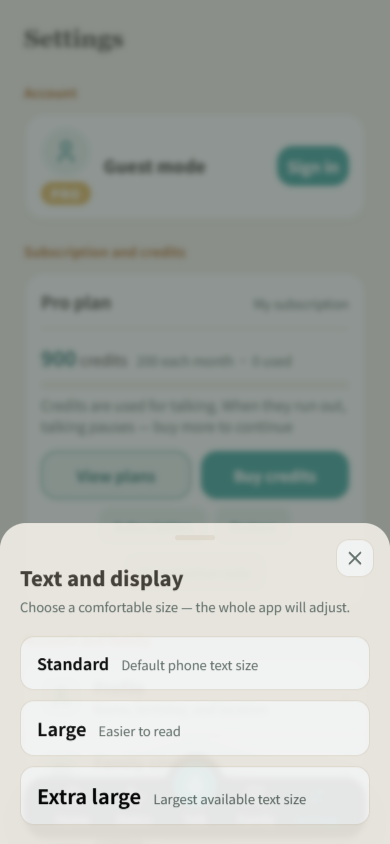 Settings
Account
Guest mode
Sign in
PRO
Subscription and credits
Pro plan
My subscription
900 credits
Credits are used for talking. When they run out,
talking pauses — buy more to continue
View plans
Buy credits
Text and display
Choose a comfortable size — the whole app will adjust.
Standard Default phone text size
Large Easier to read
Extra large Largest available text size